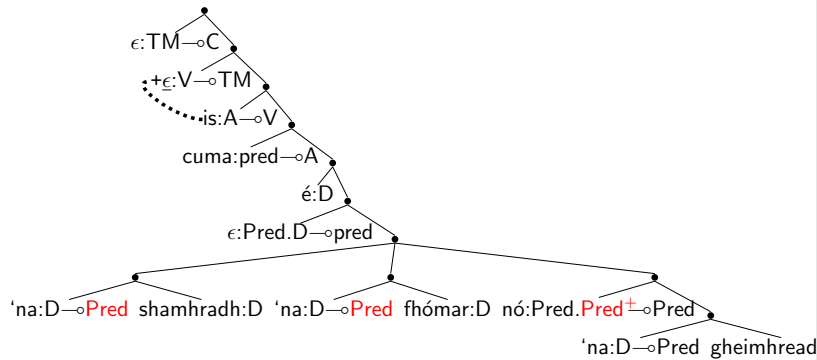 ϵ:TM⊸C
+ϵ:V⊸TM
is:A⊸V
cuma:pred⊸A
é:D
ϵ:Pred.D⊸pred
‘na:D⊸Pred shamhradh:D ‘na:D⊸Pred fhómar:D nó:Pred.Pred⁺⊸Pred
‘na:D⊸Pred gheimhread